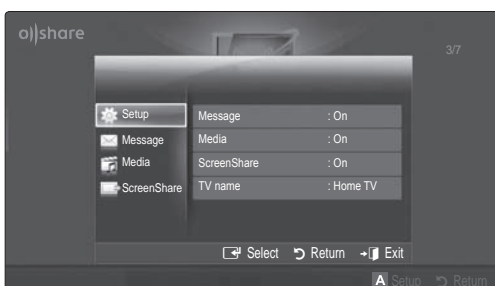 allshare
3/7
Setup
Message
Media
ScreenShare
Message : On
Media : On
ScreenShare : On
TV name : Home TV
Select Return Exit
A Setup Return